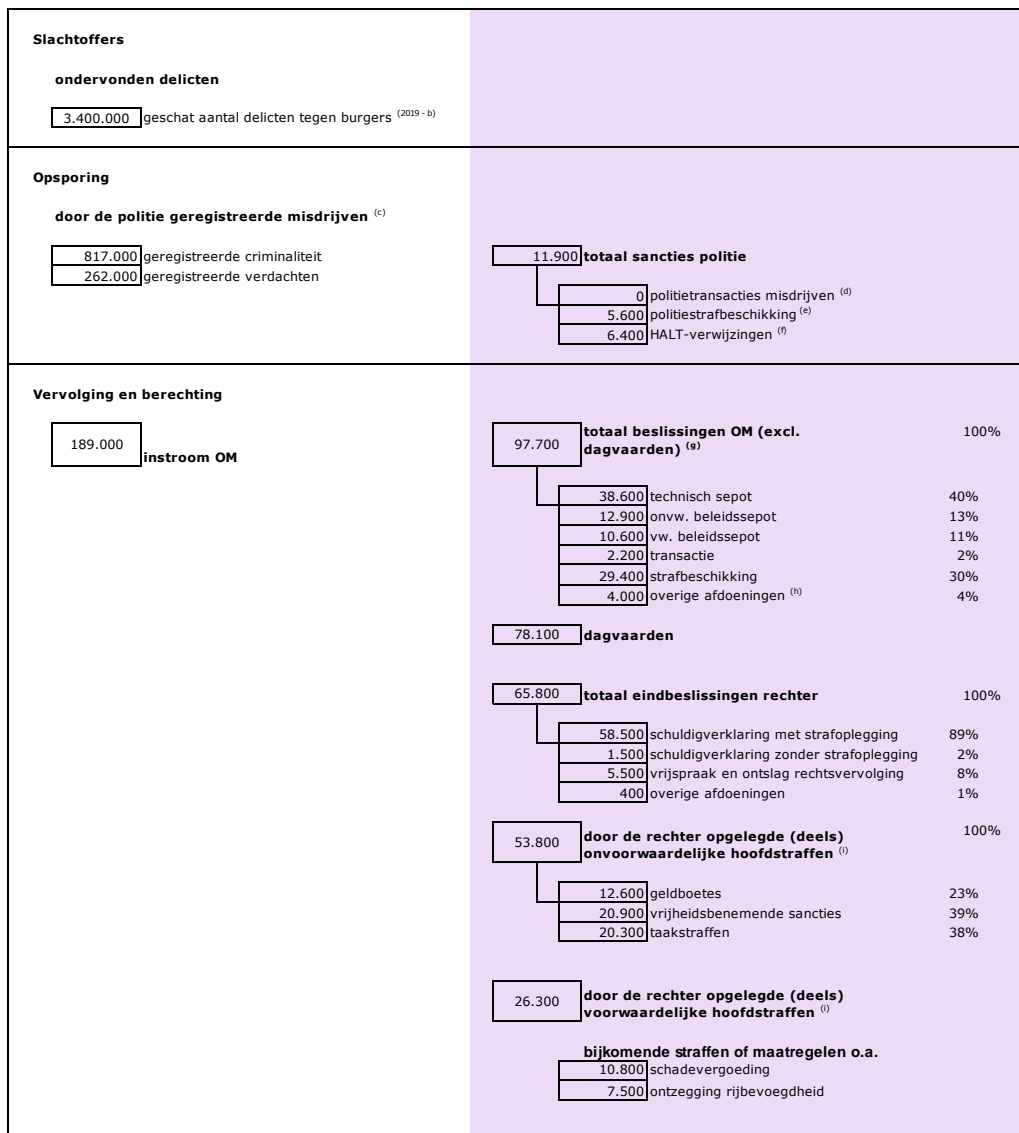 Slachtoffers
ondervonden delicten
3.400.000 geschat aantal delicten tegen burgers (2019 - b)
Opsporing
door de politie geregistreerde misdrijven (c)
817.000 geregistreerde criminaliteit
262.000 geregistreerde verdachten
11.900 totaal sancties politie
0 politietransacties misdrijven (d)
5.600 politiestrafbeschikking (e)
6.400 HALT-verwijzingen (f)
Vervolging en berechting
189.000 instroom OM
97.700 totaal beslissingen OM (excl. 100%
dagvaarden) (g)
38.600 technisch sepot 40%
12.900 onvw. beleidssepot 13%
10.600 vw. beleidssepot 11%
2.200 transactie 2%
29.400 strafbeschikking 30%
4.000 overige afdoeningen (h) 4%
78.100 dagvaarden
65.800 totaal eindbeslissingen rechter 100%
58.500 schuldigverklaring met strafoplegging 89%
1.500 schuldigverklaring zonder strafoplegging 2%
5.500 vrijspraak en ontslag rechtsvervolging 8%
400 overige afdoeningen 1%
53.800 door de rechter opgelegde (deels) 100%
onvoorwaardelijke hoofdstraffen (i)
12.600 geldboetes 23%
20.900 vrijheidsbenemende sancties 39%
20.300 taakstraffen 38%
26.300 door de rechter opgelegde (deels)
voorwaardelijke hoofdstraffen (i)
bijkomende straffen of maatregelen o.a.
10.800 schadevergoeding
7.500 ontzegging rijbevoegdheid